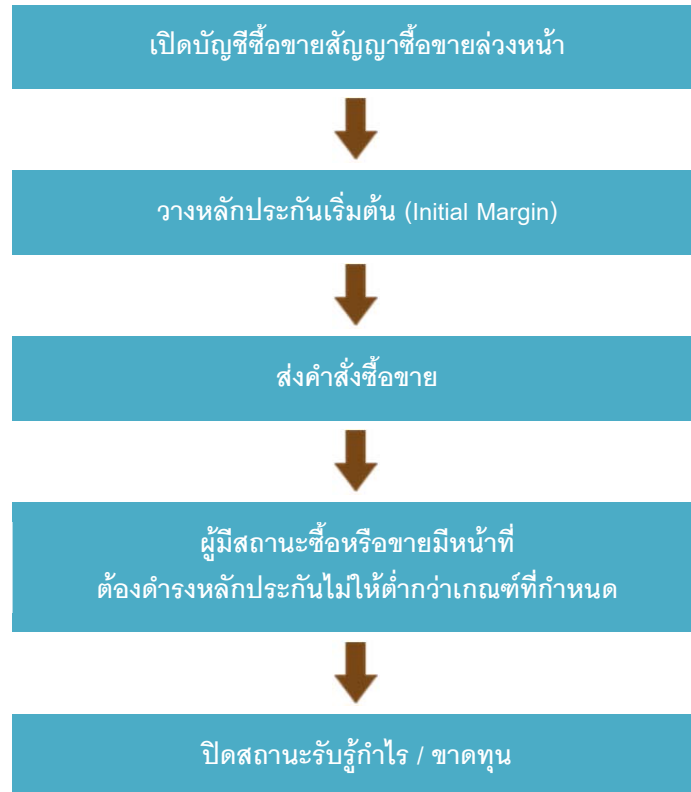 เปิดบัญชีซื้อขายสัญญาซื้อขายล่วงหน้า
วางหลักประกันเริ่มต้น (Initial Margin)
ส่งคำสั่งซื้อขาย
ผู้มีสถานะซื้อหรือขายมีหน้าที่
ต้องดำรงหลักประกันไม่ให้ต่ำกว่าเกณฑ์ที่กำหนด
ปิดสถานะรับรู้กำไร / ขาดทุน